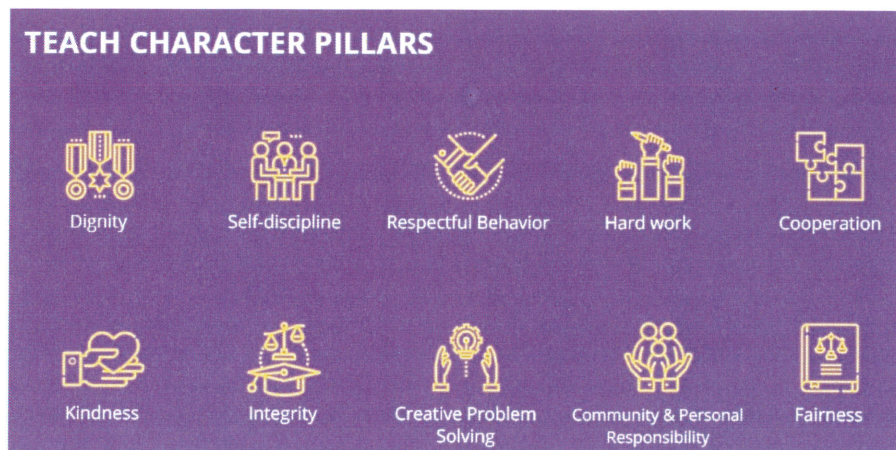 TEACH CHARACTER PILLARS
Dignity
Self-discipline
Respectful Behavior
Hard work
Cooperation
Kindness
Integrity
Creative Problem
Solving
Community & Personal
Responsibility
Fairness